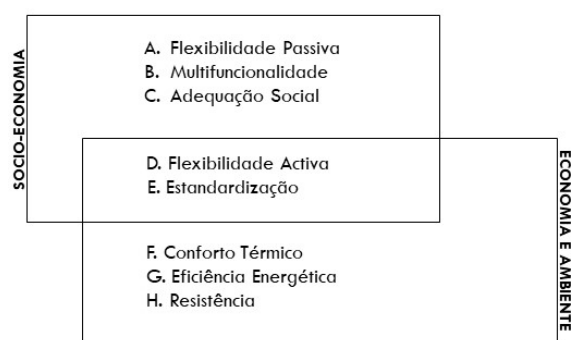 SOCIO-ECONOMIA
A. Flexibilidade Passiva
B. Multifuncionalidade
C. Adequação Social
D. Flexibilidade Activa
E. Estandardização
ECONOMIA E AMBIENTE
F. Conforto Térmico
G. Eficiência Energética
H. Resistência